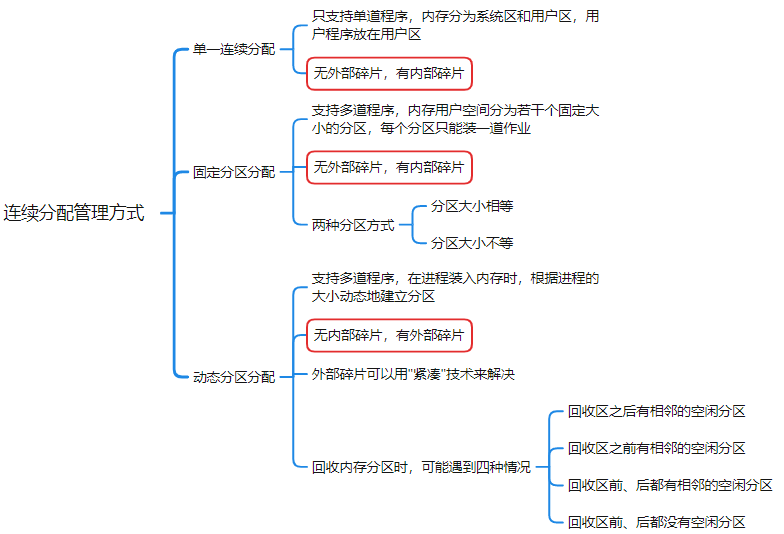 连续分配管理方式
单一连续分配
只支持单道程序，内存分为系统区和用户区，用
户程序放在用户区
无外部碎片，有内部碎片
固定分区分配
支持多道程序，内存用户空间分为若干个固定大
小的分区，每个分区只能装一道作业
无外部碎片，有内部碎片
两种分区方式
分区大小相等
分区大小不等
动态分区分配
支持多道程序，在进程装入内存时，根据进程的
大小动态地建立分区
无内部碎片，有外部碎片
外部碎片可以用"紧凑"技术来解决
回收内存分区时，可能遇到四种情况
回收区之后有相邻的空闲分区
回收区之前有相邻的空闲分区
回收区前、后都有相邻的空闲分区
回收区前、后都没有空闲分区